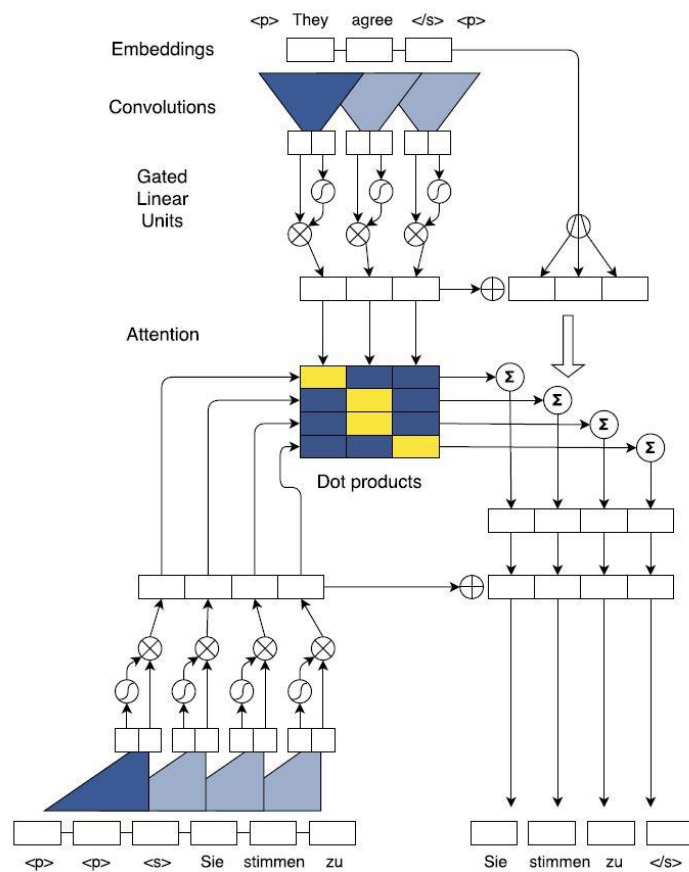 <p> They agree </s> <p>
Embeddings
Convolutions
Gated
Linear
Units
Attention
Σ
Σ
Σ
Σ
Dot products
<p> <p> <s> Sie stimmen zu
Sie stimmen zu </s>